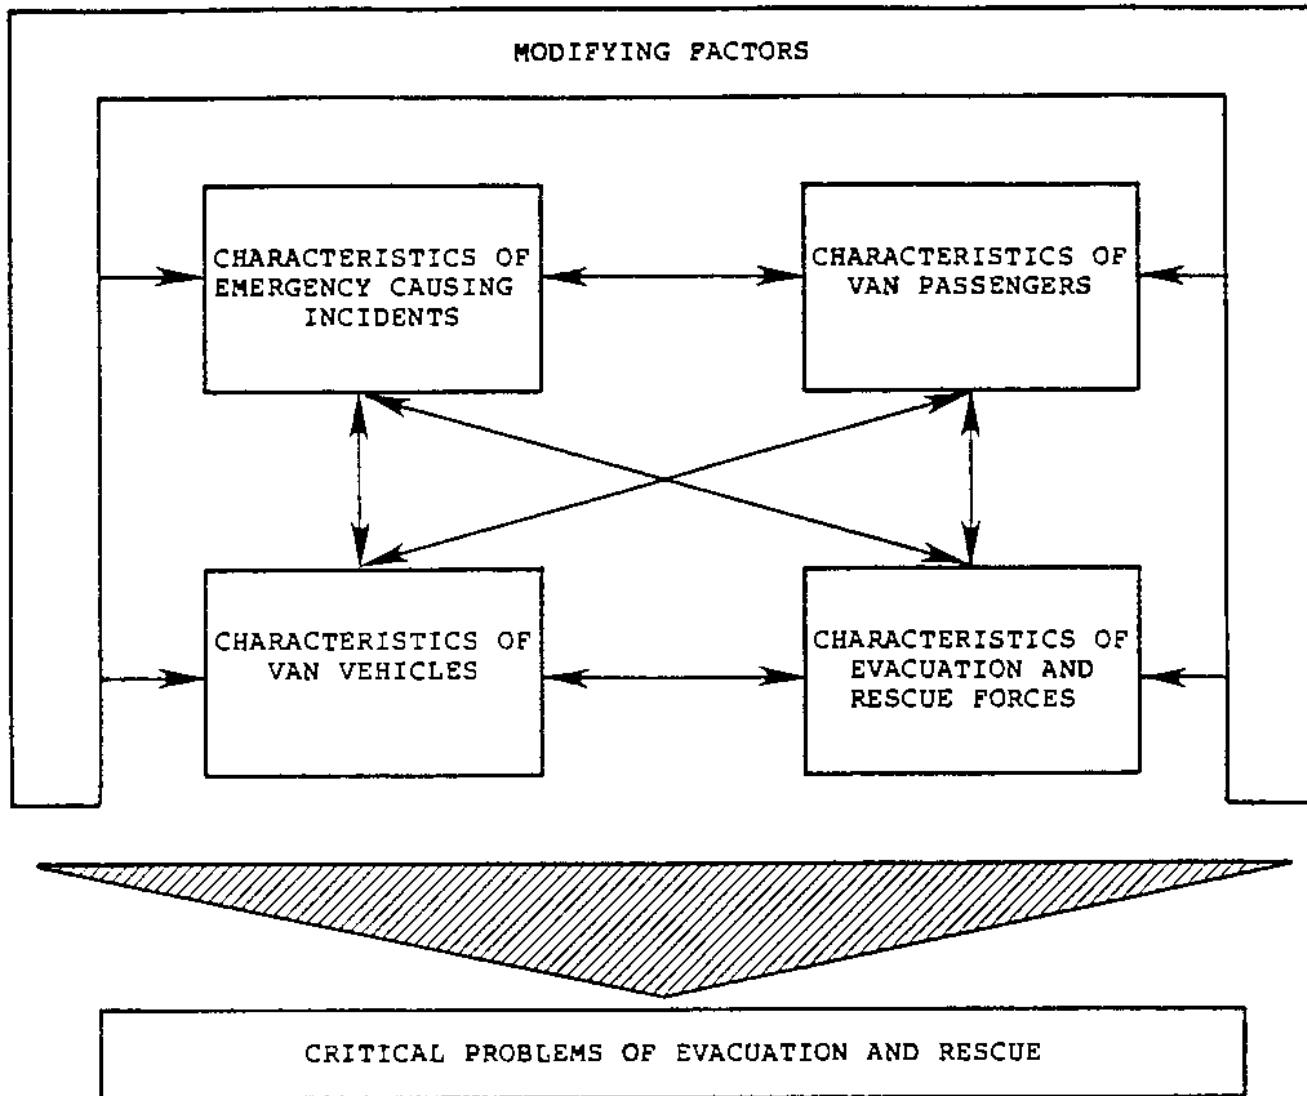 MODIFYING FACTORS
CHARACTERISTICS OF
EMERGENCY CAUSING
INCIDENTS
CHARACTERISTICS OF
VAN PASSENGERS
CHARACTERISTICS OF
VAN VEHICLES
CHARACTERISTICS OF
EVACUATION AND
RESCUE FORCES
CRITICAL PROBLEMS OF EVACUATION AND RESCUE